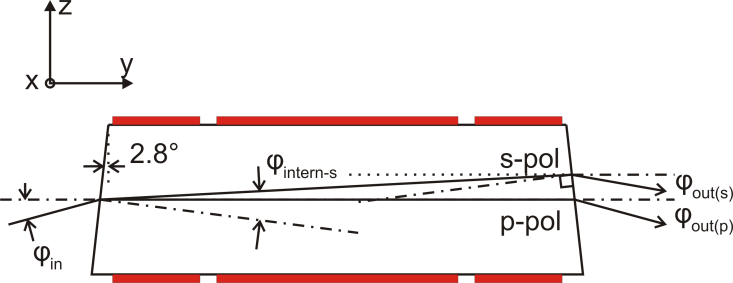 z
y
x
2.8°
φintern-s
s-pol
φout(s)
p-pol
φout(p)
φin